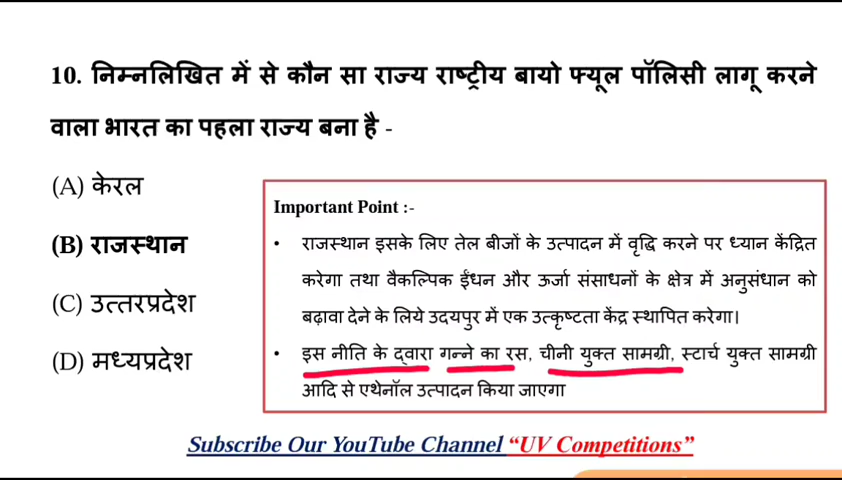 10. निम्नलिखित में से कौन सा राज्य राष्ट्रीय बायो फ्यूल पॉलिसी लागू करने
वाला भारत का पहला राज्य बना है -
(A) केरल
(B) राजस्थान
(C) उत्तरप्रदेश
(D) मध्यप्रदेश
Important Point :-
• राजस्थान इसके लिए तेल बीजों के उत्पादन में वृद्धि करने पर ध्यान केंद्रित
करेगा तथा वैकल्पिक ईंधन और ऊर्जा संसाधनों के क्षेत्र में अनुसंधान को
बढ़ावा देने के लिये उदयपुर में एक उत्कृष्टता केंद्र स्थापित करेगा।
• इस नीति के द्वारा गन्ने का रस, चीनी युक्त सामग्री, स्टार्च युक्त सामग्री
आदि से एथेनॉल उत्पादन किया जाएगा
Subscribe Our YouTube Channel “UV Competitions”